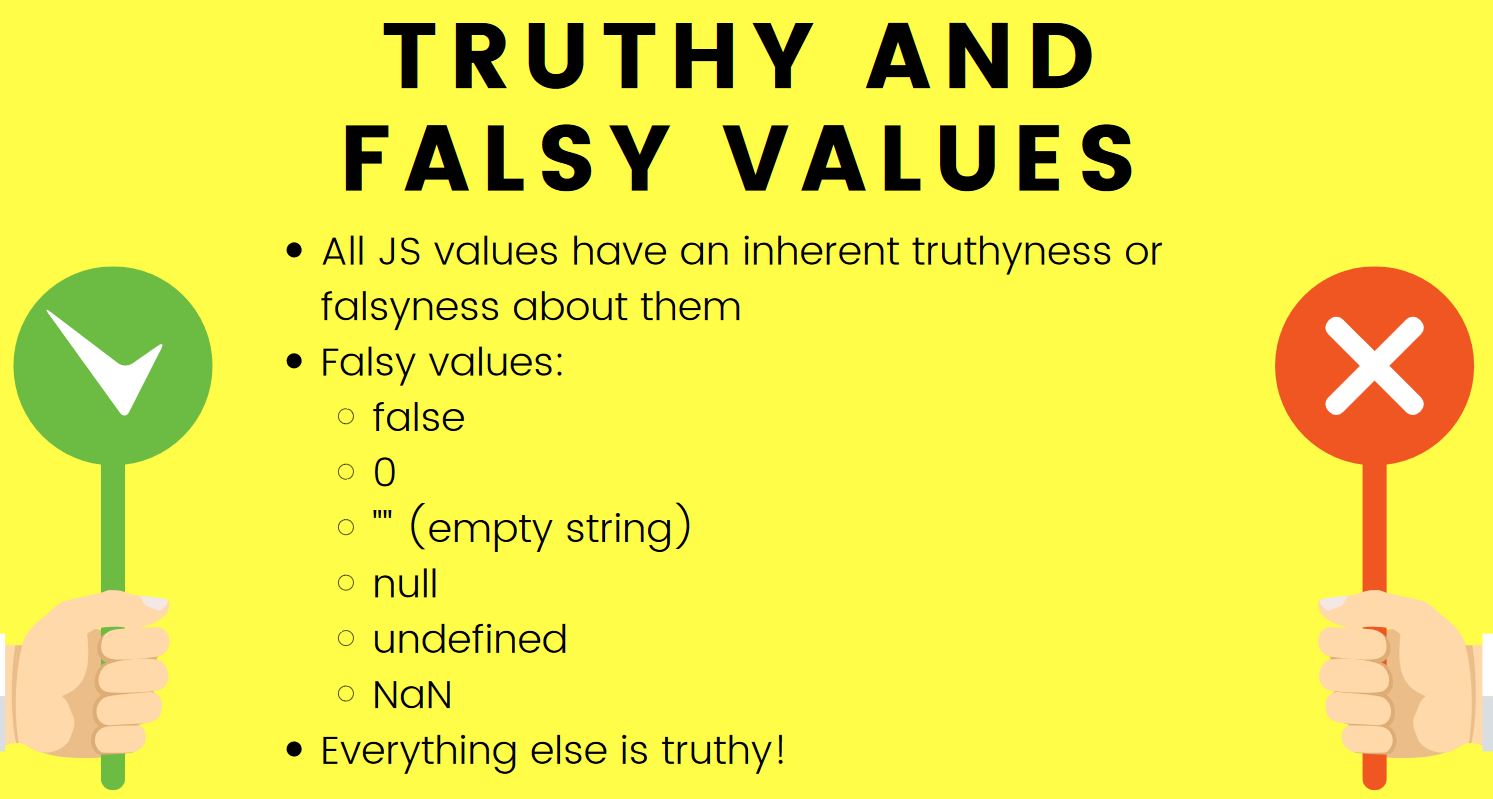 TRUTHY AND
FALSY VALUES
• All JS values have an inherent truthyness or
falsyness about them
• Falsy values:
○ false
○ 0
○ "" (empty string)
○ null
○ undefined
○ NaN
• Everything else is truthy!